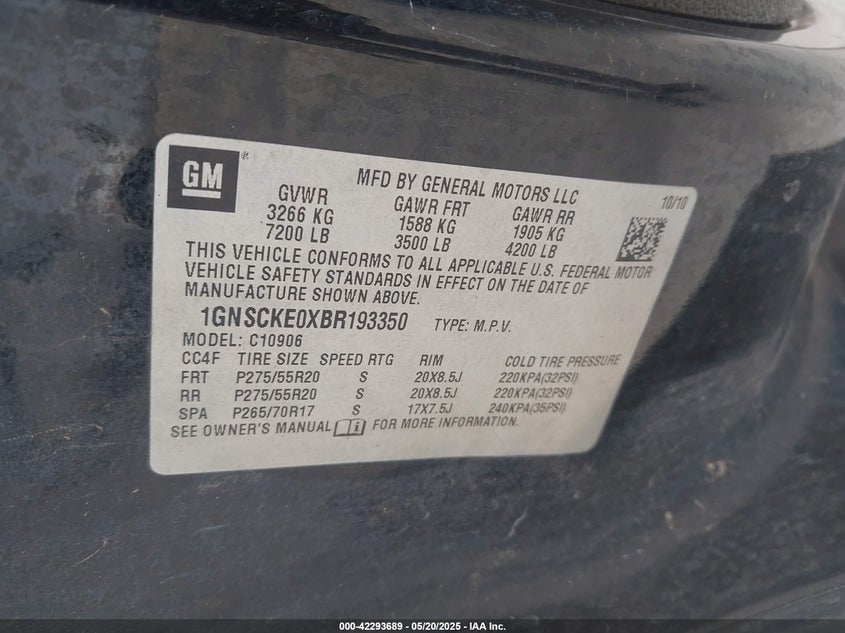 GM
MFD BY GENERAL MOTORS LLC
10/10
GVWR GAWR FRT GAWR RR
3266 KG 1588 KG 1905 KG
7200 LB 3500 LB 4200 LB
THIS VEHICLE CONFORMS TO ALL APPLICABLE U.S. FEDERAL MOTOR
VEHICLE SAFETY STANDARDS IN EFFECT ON THE DATE OF
MANUFACTURE SHOWN ABOVE.
1GNSCKE0XBR193350 TYPE: M.P.V.
MODEL: C10906
CC4F TIRE SIZE SPEED RTG RIM COLD TIRE PRESSURE
FRT P275/55R20 S 20X8.5J 220KPA(32PSI)
RR P275/55R20 S 20X8.5J 220KPA(32PSI)
SPA P265/70R17 S 17X7.5J 240KPA(35PSI)
SEE OWNER'S MANUAL FOR MORE INFORMATION.
000-42293689 - 05/20/2025 - IAA Inc.